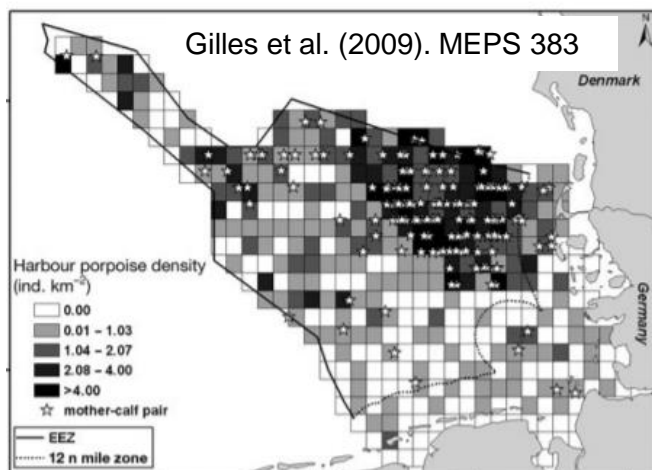 Gilles et al. (2009). MEPS 383
N
Denmark
Germany
Harbour porpoise density
(ind. km⁻²)
0.00
0.01 – 1.03
1.04 – 2.07
2.08 – 4.00
>4.00
mother-calf pair
EEZ
12 n mile zone